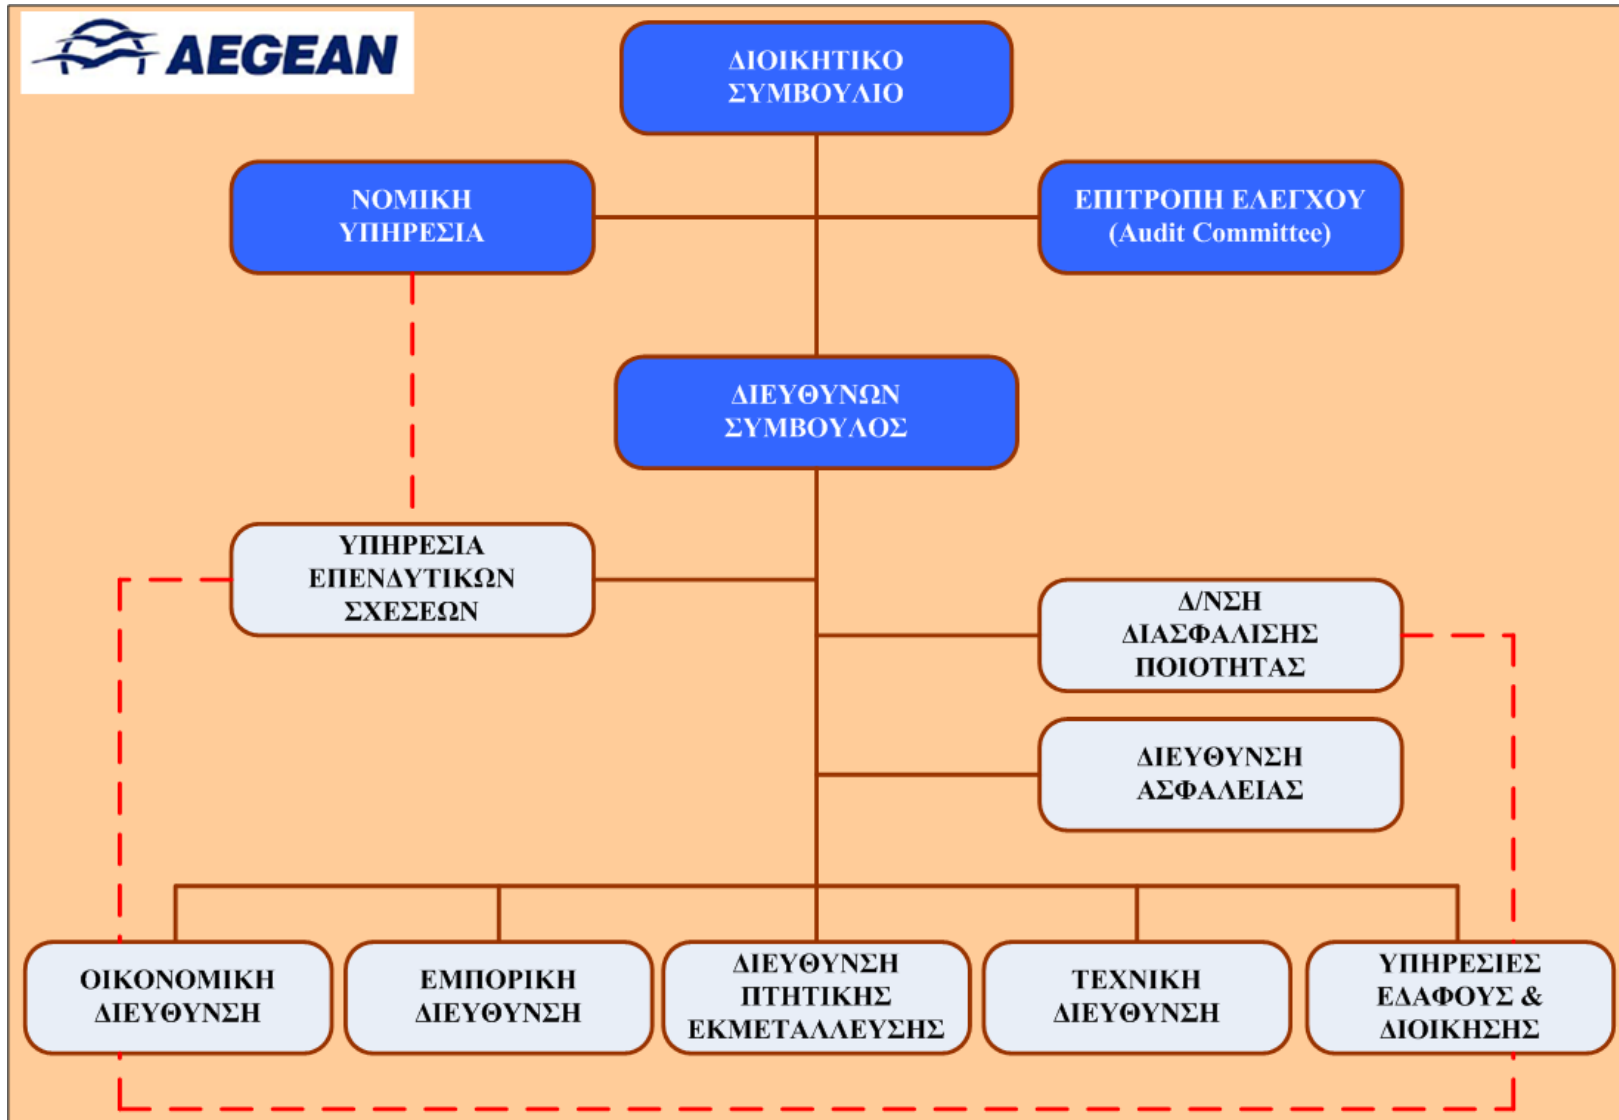 AEGEAN
ΔΙΟΙΚΗΤΙΚΟ
ΣΥΜΒΟΥΛΙΟ
ΝΟΜΙΚΗ
ΥΠΗΡΕΣΙΑ
ΕΠΙΤΡΟΠΗ ΕΛΕΓΧΟΥ
(Audit Committee)
ΔΙΕΥΘΥΝΩΝ
ΣΥΜΒΟΥΛΟΣ
ΥΠΗΡΕΣΙΑ
ΕΠΕΝΔΥΤΙΚΩΝ
ΣΧΕΣΕΩΝ
Δ/ΝΣΗ
ΔΙΑΣΦΑΛΙΣΗΣ
ΠΟΙΟΤΗΤΑΣ
ΔΙΕΥΘΥΝΣΗ
ΑΣΦΑΛΕΙΑΣ
ΟΙΚΟΝΟΜΙΚΗ
ΔΙΕΥΘΥΝΣΗ
ΕΜΠΟΡΙΚΗ
ΔΙΕΥΘΥΝΣΗ
ΔΙΕΥΘΥΝΣΗ
ΠΤΗΤΙΚΗΣ
ΕΚΜΕΤΑΛΛΕΥΣΗΣ
ΤΕΧΝΙΚΗ
ΔΙΕΥΘΥΝΣΗ
ΥΠΗΡΕΣΙΕΣ
ΕΔΑΦΟΥΣ &
ΔΙΟΙΚΗΣΗΣ